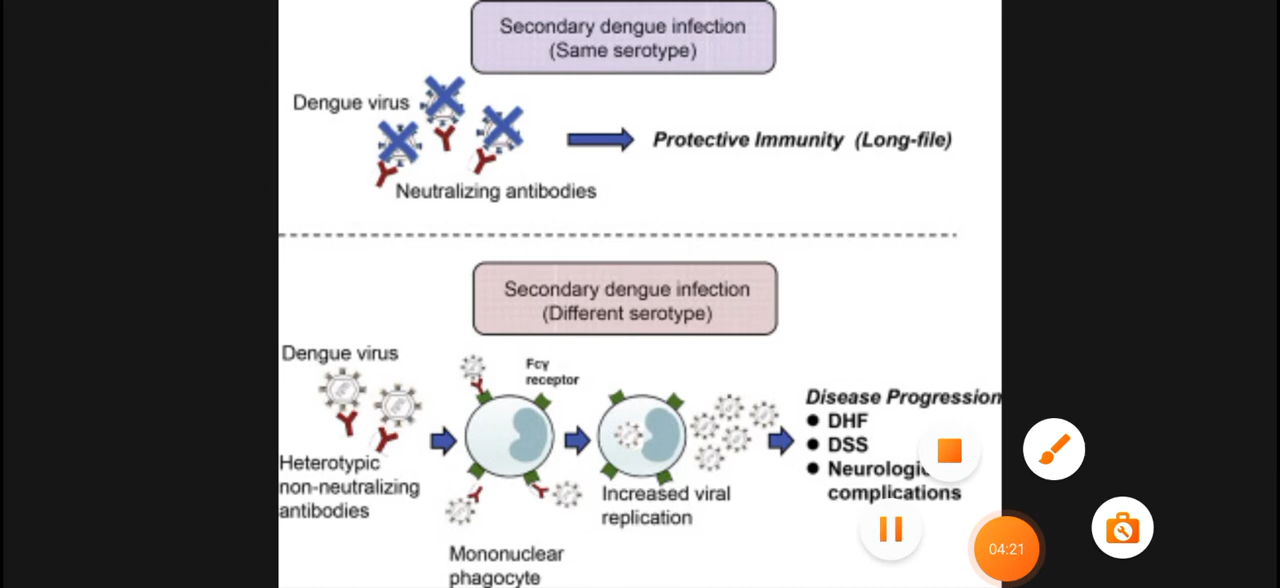 Secondary dengue infection
(Same serotype)
Dengue virus
Protective Immunity (Long-file)
Neutralizing antibodies
Secondary dengue infection
(Different serotype)
Dengue virus
Fcγ
receptor
Disease Progression
DHF
DSS
complications
Heterotypic
non-neutralizing
antibodies
Increased viral
replication
Mononuclear
phagocyte
04:21